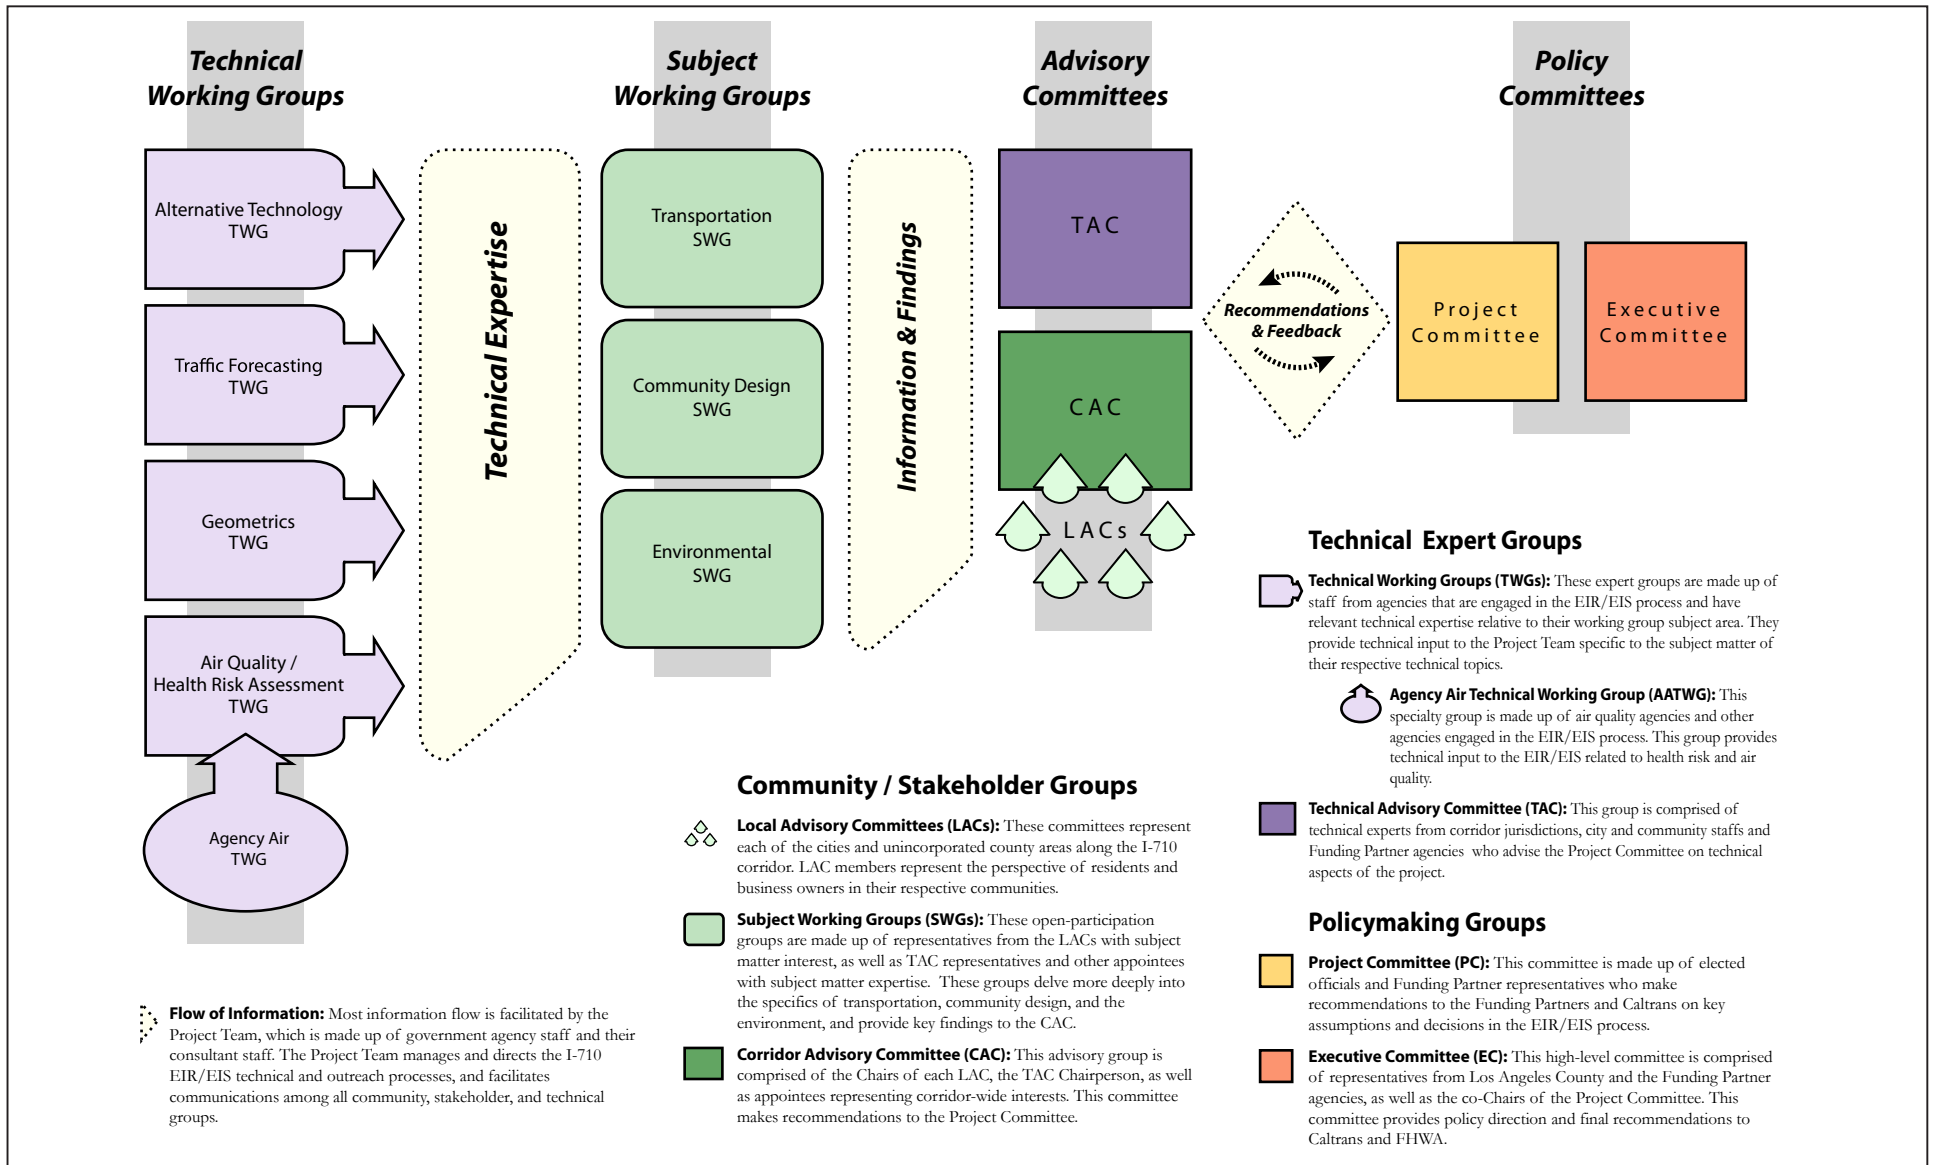 Technical
Working Groups
Subject
Working Groups
Advisory
Committees
Policy
Committees
Alternative Technology
TWG
Traffic Forecasting
TWG
Geometrics
TWG
Air Quality /
Health Risk Assessment
TWG
Agency Air
TWG
Technical Expertise
Transportation
SWG
Community Design
SWG
Environmental
SWG
Information & Findings
TAC
CAC
LACs
Recommendations
& Feedback
Project
Committee
Executive
Committee
Flow of Information: Most information flow is facilitated by the
Project Team, which is made up of government agency staff and their
consultant staff. The Project Team manages and directs the I-710
EIR/EIS technical and outreach processes, and facilitates
communications among all community, stakeholder, and technical
groups.
Community / Stakeholder Groups
Local Advisory Committees (LACs): These committees represent
each of the cities and unincorporated county areas along the I-710
corridor. LAC members represent the perspective of residents and
business owners in their respective communities.
Subject Working Groups (SWGs): These open-participation
groups are made up of representatives from the LACs with subject
matter interest, as well as TAC representatives and other appointees
with subject matter expertise. These groups delve more deeply into
the specifics of transportation, community design, and the
environment, and provide key findings to the CAC.
Corridor Advisory Committee (CAC): This advisory group is
comprised of the Chairs of each LAC, the TAC Chairperson, as well
as appointees representing corridor-wide interests. This committee
makes recommendations to the Project Committee.
Technical Expert Groups
Technical Working Groups (TWGs): These expert groups are made up of
staff from agencies that are engaged in the EIR/EIS process and have
relevant technical expertise relative to their working group subject area. They
provide technical input to the Project Team specific to the subject matter of
their respective technical topics.
Agency Air Technical Working Group (AATWG): This
specialty group is made up of air quality agencies and other
agencies engaged in the EIR/EIS process. This group provides
technical input to the EIR/EIS related to health risk and air
quality.
Technical Advisory Committee (TAC): This group is comprised of
technical experts from corridor jurisdictions, city and community staffs and
Funding Partner agencies who advise the Project Committee on technical
aspects of the project.
Policymaking Groups
Project Committee (PC): This committee is made up of elected
officials and Funding Partner representatives who make
recommendations to the Funding Partners and Caltrans on key
assumptions and decisions in the EIR/EIS process.
Executive Committee (EC): This high-level committee is comprised
of representatives from Los Angeles County and the Funding Partner
agencies, as well as the co-Chairs of the Project Committee. This
committee provides policy direction and final recommendations to
Caltrans and FHWA.